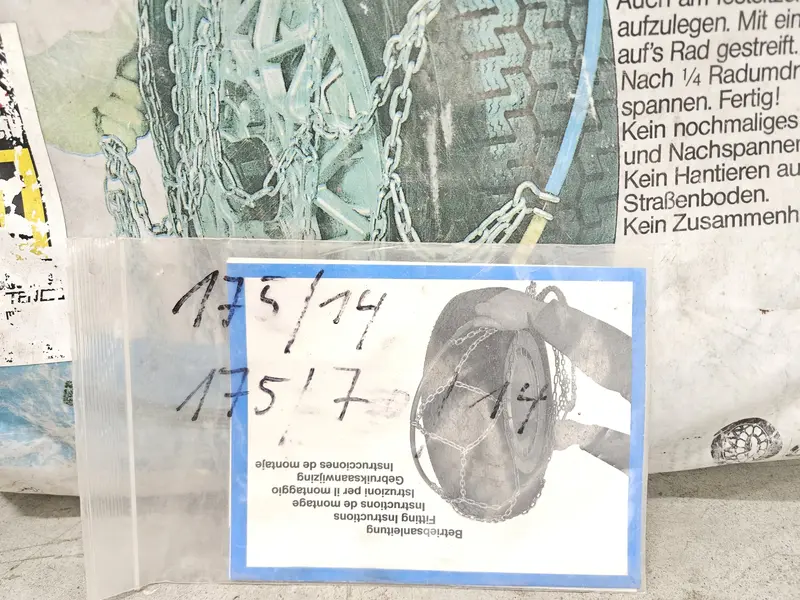 aufzulegen. Mit ein
auf's Rad gestreift.
Nach ¼ Radumdr
spannen. Fertig!
Kein nochmaliges
und Nachspannen
Kein Hantieren au
Straßenboden.
Kein Zusammenh
175/14
175/7 /14
Betriebsanleitung
Fitting Instructions
Instructions de montage
Istruzioni per il montaggio
Gebruiksaanwijzing
Instrucciones de montaje